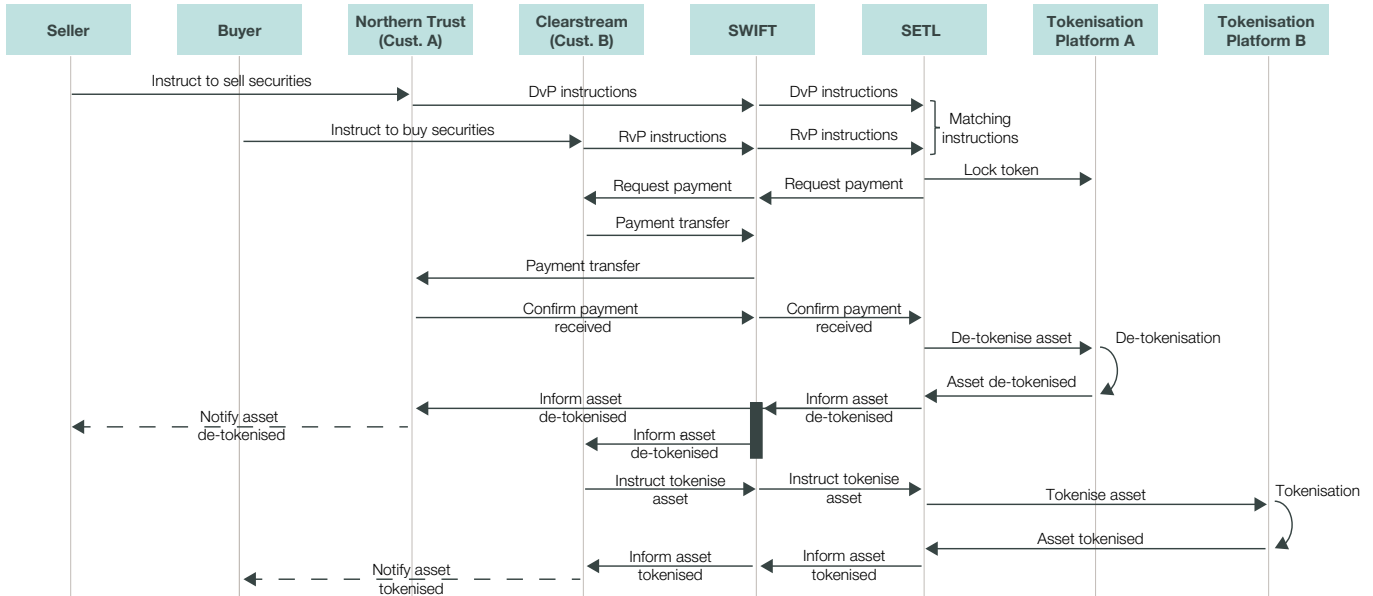 Seller
Buyer
Northern Trust
(Cust. A)
Clearstream
(Cust. B)
SWIFT
SETL
Tokenisation
Platform A
Tokenisation
Platform B
Instruct to sell securities
DvP instructions
DvP instructions
Matching
instructions
Instruct to buy securities
RvP instructions
RvP instructions
Lock token
Request payment
Request payment
Payment transfer
Payment transfer
Confirm payment
received
Confirm payment
received
De-tokenise asset
De-tokenisation
Asset de-tokenised
Inform asset
de-tokenised
Inform asset
de-tokenised
Notify asset
de-tokenised
Inform asset
de-tokenised
Instruct tokenise
asset
Instruct tokenise
asset
Tokenise asset
Tokenisation
Asset tokenised
Inform asset
tokenised
Inform asset
tokenised
Notify asset
tokenised